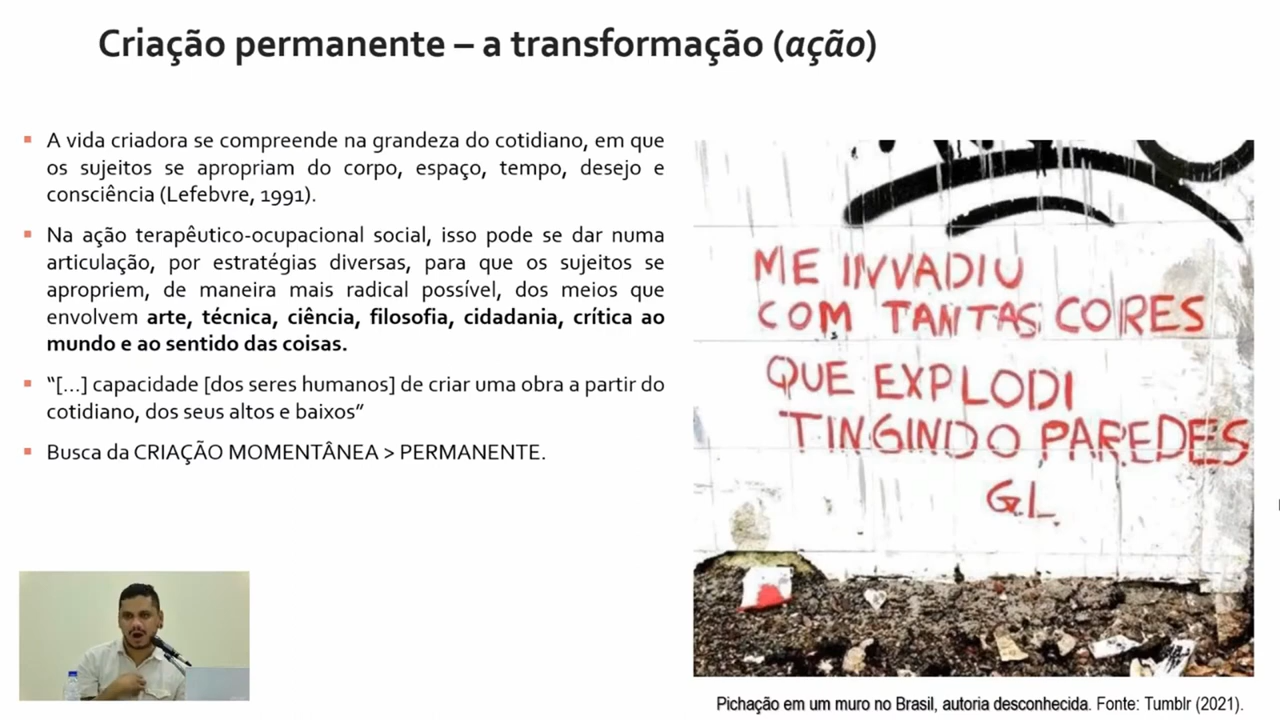 Criação permanente – a transformação (ação)
A vida criadora se compreende na grandeza do cotidiano, em que
os sujeitos se apropriam do corpo, espaço, tempo, desejo e
consciência (Lefebvre, 1991).
Na ação terapêutico-ocupacional social, isso pode se dar numa
articulação, por estratégias diversas, para que os sujeitos se
apropriem, de maneira mais radical possível, dos meios que
envolvem arte, técnica, ciência, filosofia, cidadania, crítica ao
mundo e ao sentido das coisas.
“[...] capacidade [dos seres humanos] de criar uma obra a partir do
cotidiano, dos seus altos e baixos”
Busca da CRIAÇÃO MOMENTÂNEA > PERMANENTE.
ME INVADIU
COM TANTAS CORES
QUE EXPLODI
TINGINDO PAREDES
G.L
Pichação em um muro no Brasil, autoria desconhecida. Fonte: Tumblr (2021).